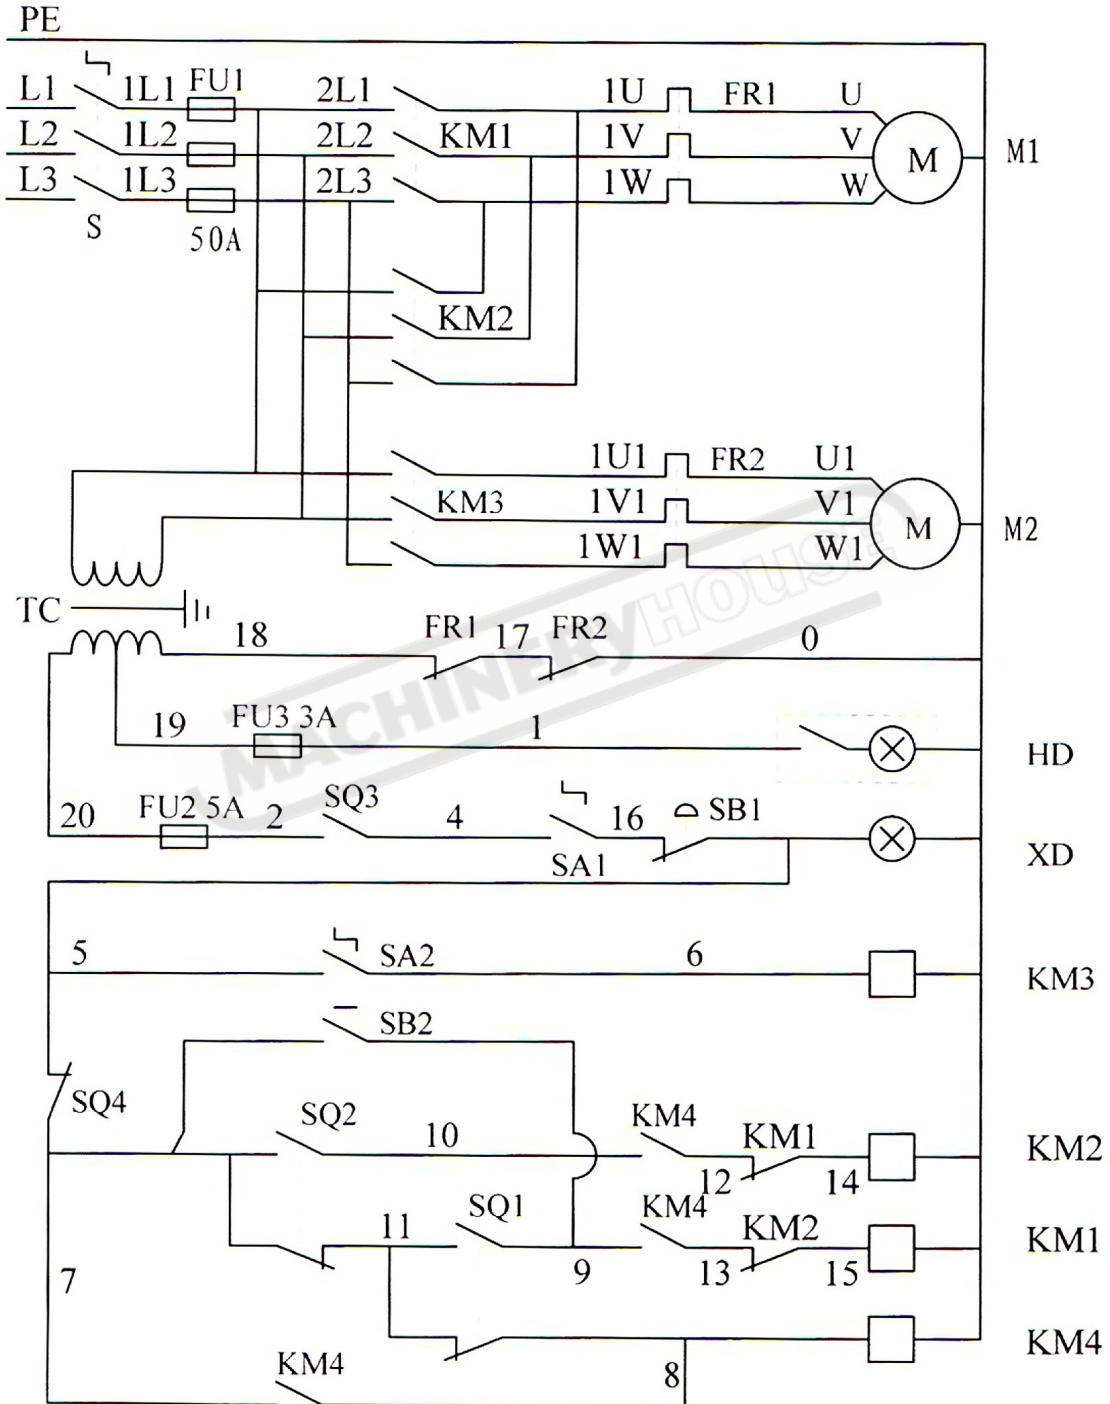 PE
L1 1L1 FU1 2L1 1U FR1 U
L2 1L2 2L2 KM1 1V V M M1
L3 1L3 2L3 1W W
S 50A
KM2
1U1 FR2 U1
KM3 1V1 V1 M M2
1W1 W1
MACHINERYHOUSE
TC
18 FR1 17 FR2 0
19 FU3 3A 1 HD
20 FU2 5A 2 SQ3 4 16 SB1 XD
SA1
5 SA2 6 KM3
SB2
SQ4
SQ2 10 KM4 KM1 KM2
12 14
11 SQ1 KM4 KM2 KM1
7 9 13 15
KM4
KM4 8